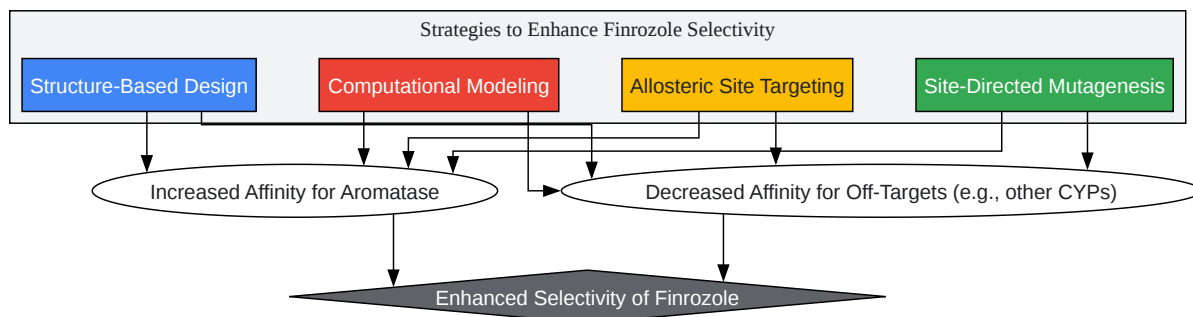 Strategies to Enhance Finrozole Selectivity
Structure-Based Design
Computational Modeling
Allosteric Site Targeting
Site-Directed Mutagenesis
Increased Affinity for Aromatase
Decreased Affinity for Off-Targets (e.g., other CYPs)
Enhanced Selectivity of Finrozole